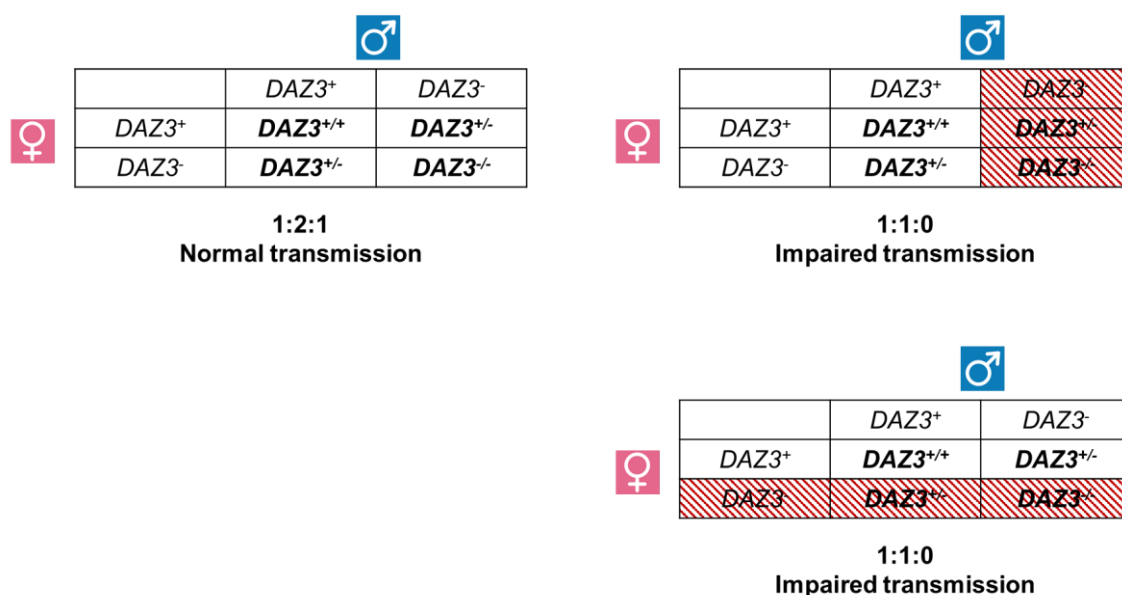 DAZ3+ DAZ3-
DAZ3+ DAZ3+/+ DAZ3+/-
DAZ3- DAZ3+/- DAZ3-/-
1:2:1
Normal transmission
DAZ3+ DAZ3-
DAZ3+ DAZ3+/+ DAZ3+/-
DAZ3- DAZ3+/- DAZ3-/-
1:1:0
Impaired transmission
DAZ3+ DAZ3-
DAZ3+ DAZ3+/+ DAZ3+/-
DAZ3- DAZ3+/- DAZ3-/-
1:1:0
Impaired transmission